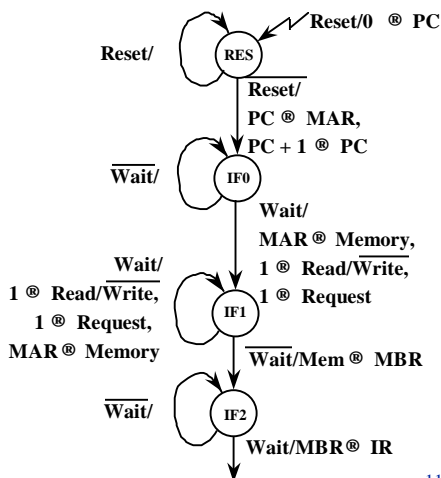 Reset/0 ® PC
Reset/
RES
Reset/
PC ® MAR,
PC + 1 ® PC
Wait/
IF0
Wait/
MAR ® Memory,
1 ® Read/Write,
1 ® Request
Wait/
1 ® Read/Write,
1 ® Request,
MAR ® Memory
IF1
Wait/Mem ® MBR
Wait/
IF2
Wait/MBR ® IR
11